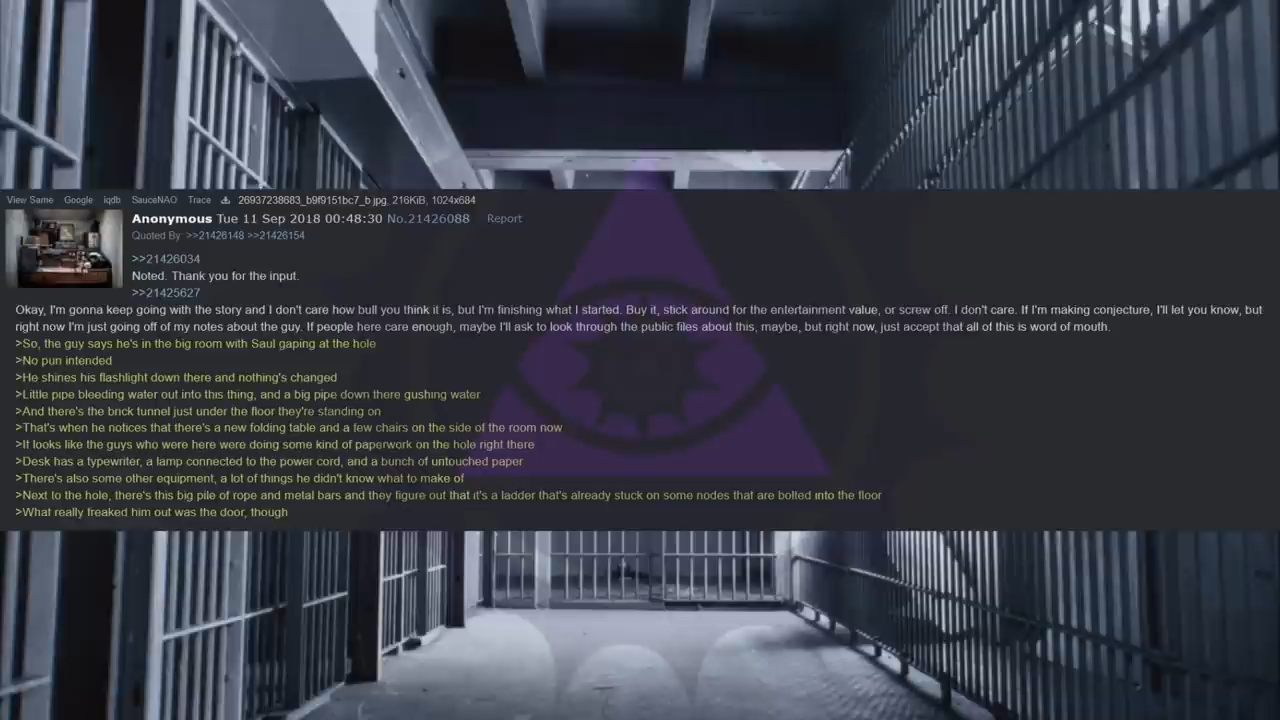 View Same Google iqdb SauceNAO Trace 26937238683_b9f9151bc7_b.jpg, 216KiB, 1024x684
Anonymous Tue 11 Sep 2018 00:48:30 No.21426088 Report
Quoted By: >>21426148 >>21426154
>>21426034
Noted. Thank you for the input.
>>21425627
Okay, I'm gonna keep going with the story and I don't care how bull you think it is, but I'm finishing what I started. Buy it, stick around for the entertainment value, or screw off. I don't care. If I'm making conjecture, I'll let you know, but
right now I'm just going off of my notes about the guy. If people here care enough, maybe I'll ask to look through the public files about this, maybe, but right now, just accept that all of this is word of mouth.
>So, the guy says he's in the big room with Saul gaping at the hole
>No pun intended
>He shines his flashlight down there and nothing's changed
>Little pipe bleeding water out into this thing, and a big pipe down there gushing water
>And there's the brick tunnel just under the floor they're standing on
>That's when he notices that there's a new folding table and a few chairs on the side of the room now
>It looks like the guys who were here were doing some kind of paperwork on the hole right there
>Desk has a typewriter, a lamp connected to the power cord, and a bunch of untouched paper
>There's also some other equipment, a lot of things he didn't know what to make of
>Next to the hole, there's this big pile of rope and metal bars and they figure out that it's a ladder that's already stuck on some nodes that are bolted into the floor
>What really freaked him out was the door, though